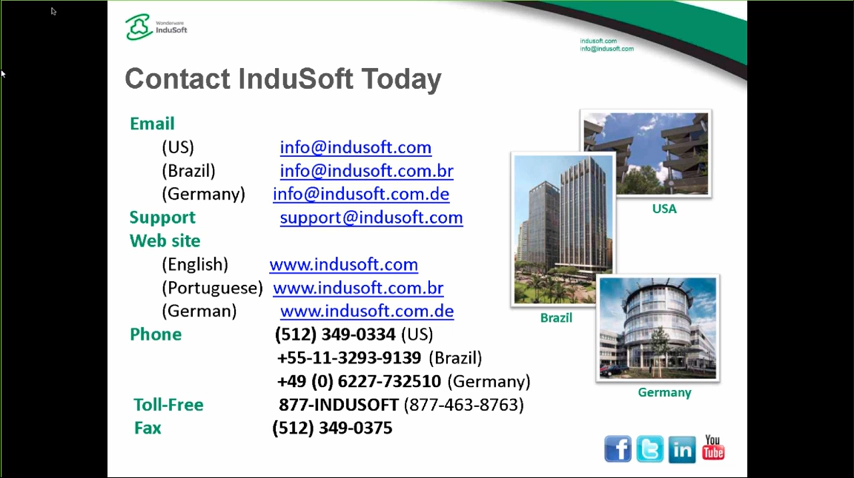 Wonderware
InduSoft
indusoft.com
info@indusoft.com
Contact InduSoft Today
Email
(US) info@indusoft.com
(Brazil) info@indusoft.com.br
(Germany) info@indusoft.com.de
Support support@indusoft.com
Web site
(English) www.indusoft.com
(Portuguese) www.indusoft.com.br
(German) www.indusoft.com.de
Phone (512) 349-0334 (US)
+55-11-3293-9139 (Brazil)
+49 (0) 6227-732510 (Germany)
Toll-Free 877-INDUSOFT (877-463-8763)
Fax (512) 349-0375
USA
Brazil
Germany
f t in You Tube